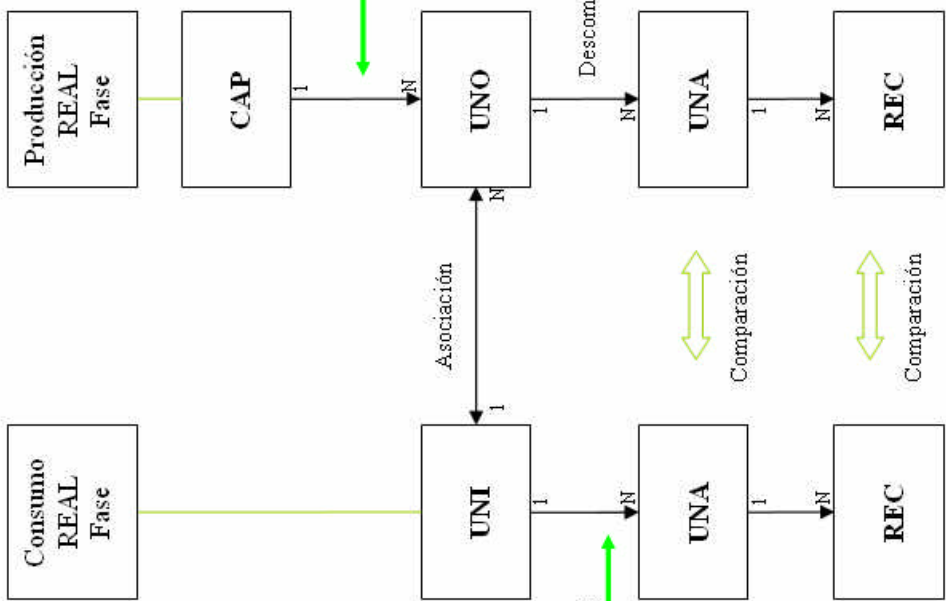 Consumo
REAL
Fase
Producción
REAL
Fase
CAP
1
N
UNI
1
Asociación
N
UNO
1
N
1
N
Descom
UNA
Comparación
UNA
1
N
1
N
REC
Comparación
REC